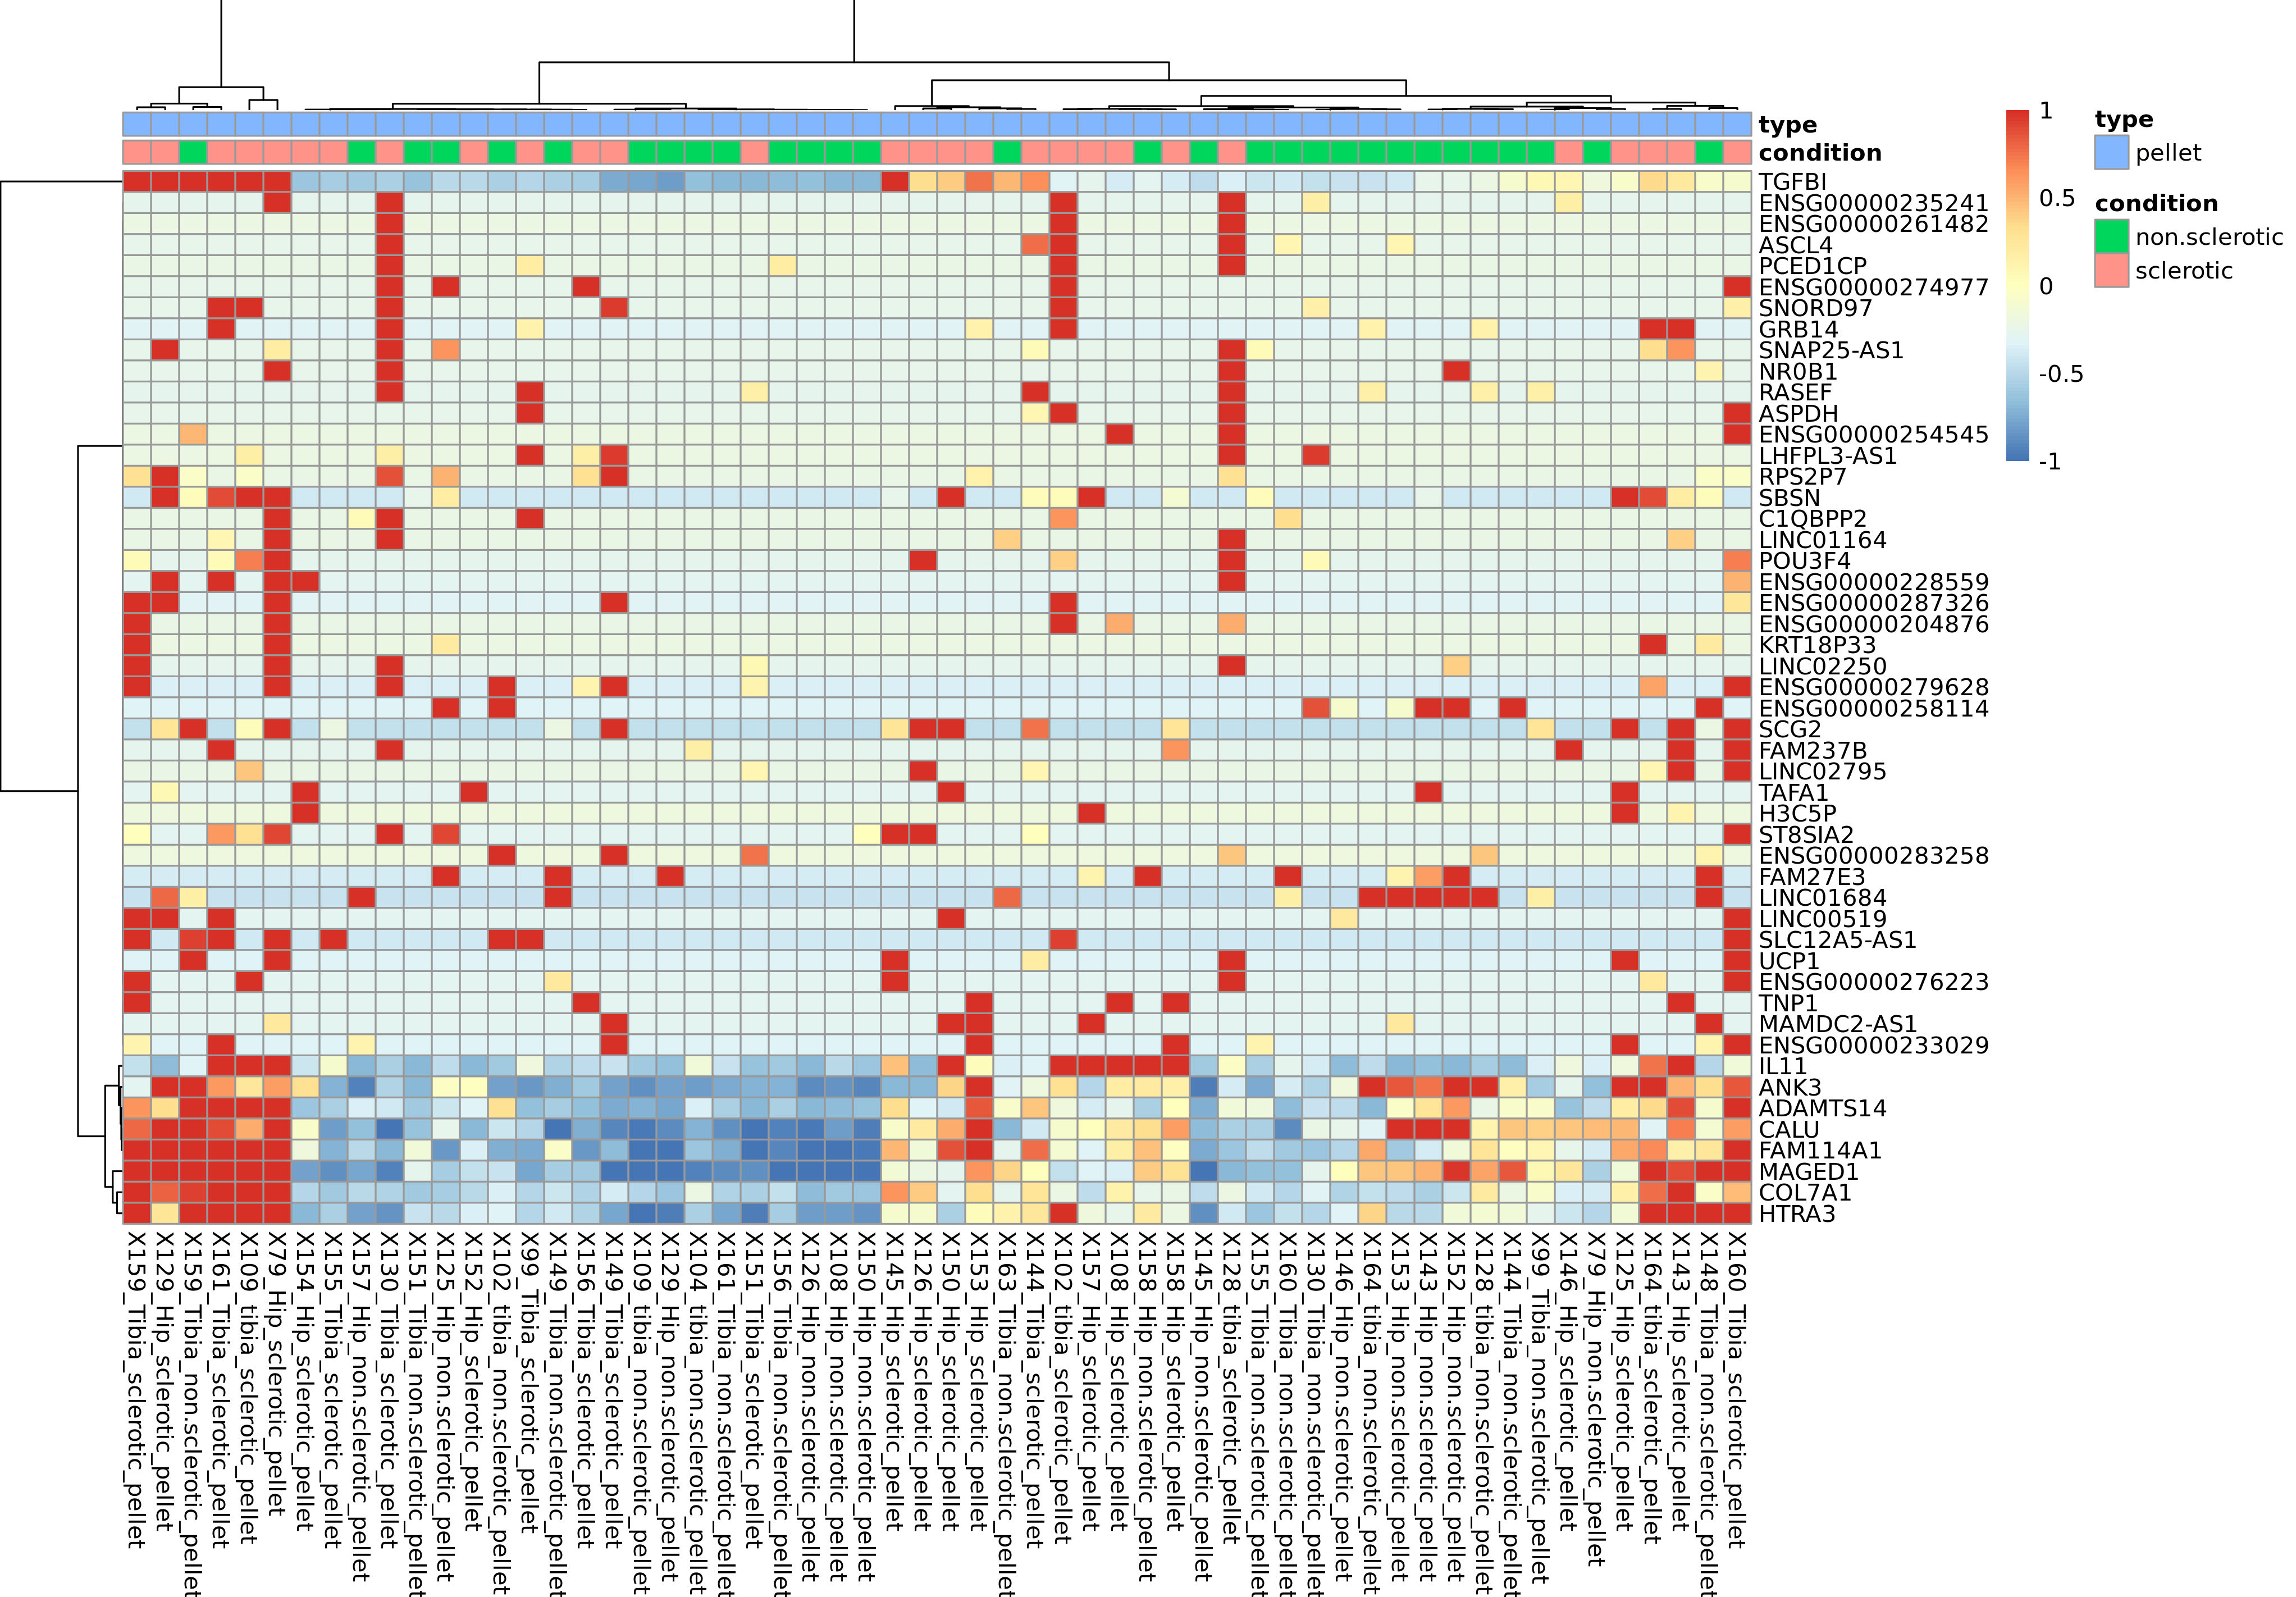 type
condition
TGFBI
ENSG00000235241
ENSG00000261482
ASCL4
PCED1CP
ENSG00000274977
SNORD97
GRB14
SNAP25-AS1
NR0B1
RASEF
ASPDH
ENSG00000254545
LHFPL3-AS1
RPS2P7
SBSN
C1QBPP2
LINC01164
POU3F4
ENSG00000228559
ENSG00000287326
ENSG00000204876
KRT18P33
LINC02250
ENSG00000279628
ENSG00000258114
SCG2
FAM237B
LINC02795
TAFA1
H3C5P
ST8SIA2
ENSG00000283258
FAM27E3
LINC01684
LINC00519
SLC12A5-AS1
UCP1
ENSG00000276223
TNP1
MAMDC2-AS1
ENSG00000233029
IL11
ANK3
ADAMTS14
CALU
FAM114A1
MAGED1
COL7A1
HTRA3
1
0.5
0
-0.5
-1
type
pellet
condition
non.sclerotic
sclerotic
X159_Tibia_sclerotic_pellet
X129_Hip_sclerotic_pellet
X159_Tibia_non.sclerotic_pellet
X161_Tibia_sclerotic_pellet
X109_tibia_sclerotic_pellet
X79_Hip_sclerotic_pellet
X154_Hip_sclerotic_pellet
X155_Tibia_sclerotic_pellet
X157_Hip_non.sclerotic_pellet
X130_Tibia_sclerotic_pellet
X151_Tibia_non.sclerotic_pellet
X125_Hip_non.sclerotic_pellet
X152_Hip_sclerotic_pellet
X102_tibia_non.sclerotic_pellet
X99_Tibia_sclerotic_pellet
X149_Tibia_non.sclerotic_pellet
X156_Tibia_sclerotic_pellet
X149_Tibia_sclerotic_pellet
X109_tibia_non.sclerotic_pellet
X129_Hip_non.sclerotic_pellet
X104_tibia_non.sclerotic_pellet
X161_Tibia_non.sclerotic_pellet
X151_Tibia_sclerotic_pellet
X156_Tibia_non.sclerotic_pellet
X126_Hip_non.sclerotic_pellet
X108_Hip_non.sclerotic_pellet
X150_Hip_non.sclerotic_pellet
X145_Hip_sclerotic_pellet
X126_Hip_sclerotic_pellet
X150_Hip_sclerotic_pellet
X153_Hip_sclerotic_pellet
X163_Tibia_non.sclerotic_pellet
X144_Tibia_sclerotic_pellet
X102_tibia_sclerotic_pellet
X157_Hip_sclerotic_pellet
X108_Hip_sclerotic_pellet
X158_Hip_non.sclerotic_pellet
X158_Hip_sclerotic_pellet
X145_Hip_non.sclerotic_pellet
X128_tibia_sclerotic_pellet
X155_Tibia_non.sclerotic_pellet
X160_Tibia_non.sclerotic_pellet
X130_Tibia_non.sclerotic_pellet
X146_Hip_non.sclerotic_pellet
X164_tibia_non.sclerotic_pellet
X153_Hip_non.sclerotic_pellet
X143_Hip_non.sclerotic_pellet
X152_Hip_non.sclerotic_pellet
X128_tibia_non.sclerotic_pellet
X144_Tibia_non.sclerotic_pellet
X99_Tibia_non.sclerotic_pellet
X146_Hip_sclerotic_pellet
X79_Hip_non.sclerotic_pellet
X125_Hip_sclerotic_pellet
X164_tibia_sclerotic_pellet
X143_Hip_sclerotic_pellet
X148_Tibia_non.sclerotic_pellet
X160_Tibia_sclerotic_pellet